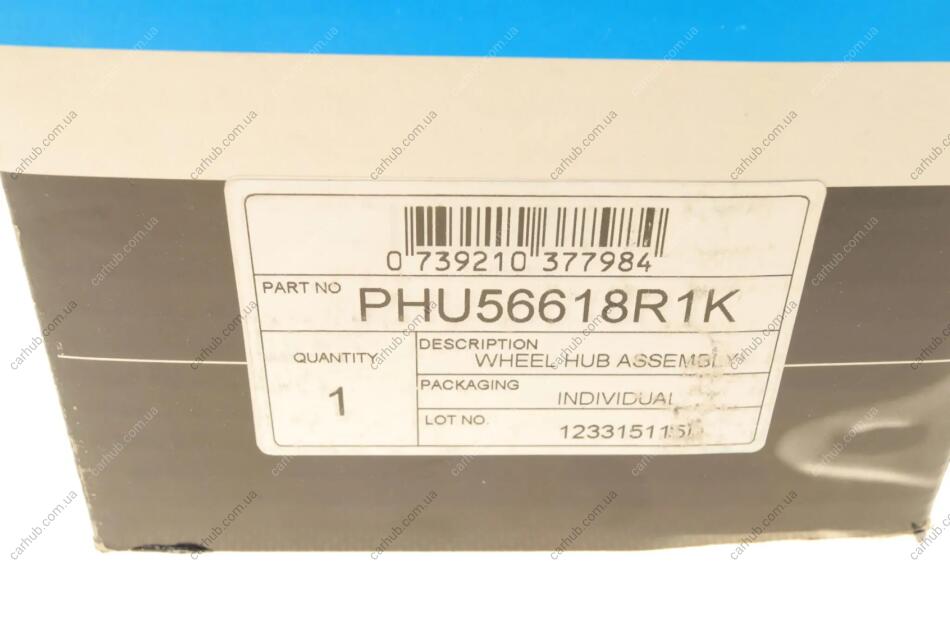 0 739210 377984
PART NO PHU56618R1K
QUANTITY
1
DESCRIPTION
WHEEL HUB ASSEMBLY
PACKAGING
INDIVIDUAL
LOT NO.
carhub.com.ua